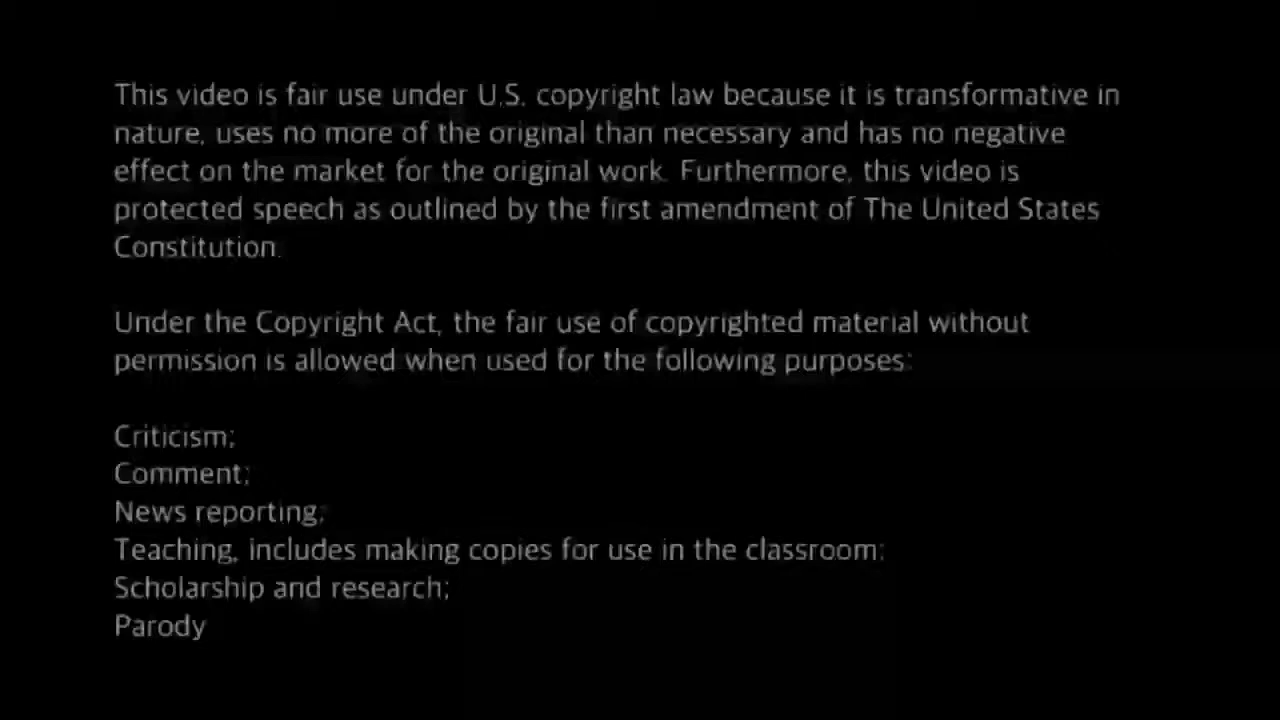 This video is fair use under U.S. copyright law because it is transformative in
nature, uses no more of the original than necessary and has no negative
effect on the market for the original work. Furthermore, this video is
protected speech as outlined by the first amendment of The United States
Constitution.
Under the Copyright Act, the fair use of copyrighted material without
permission is allowed when used for the following purposes:
Criticism;
Comment;
News reporting;
Teaching, includes making copies for use in the classroom;
Scholarship and research;
Parody